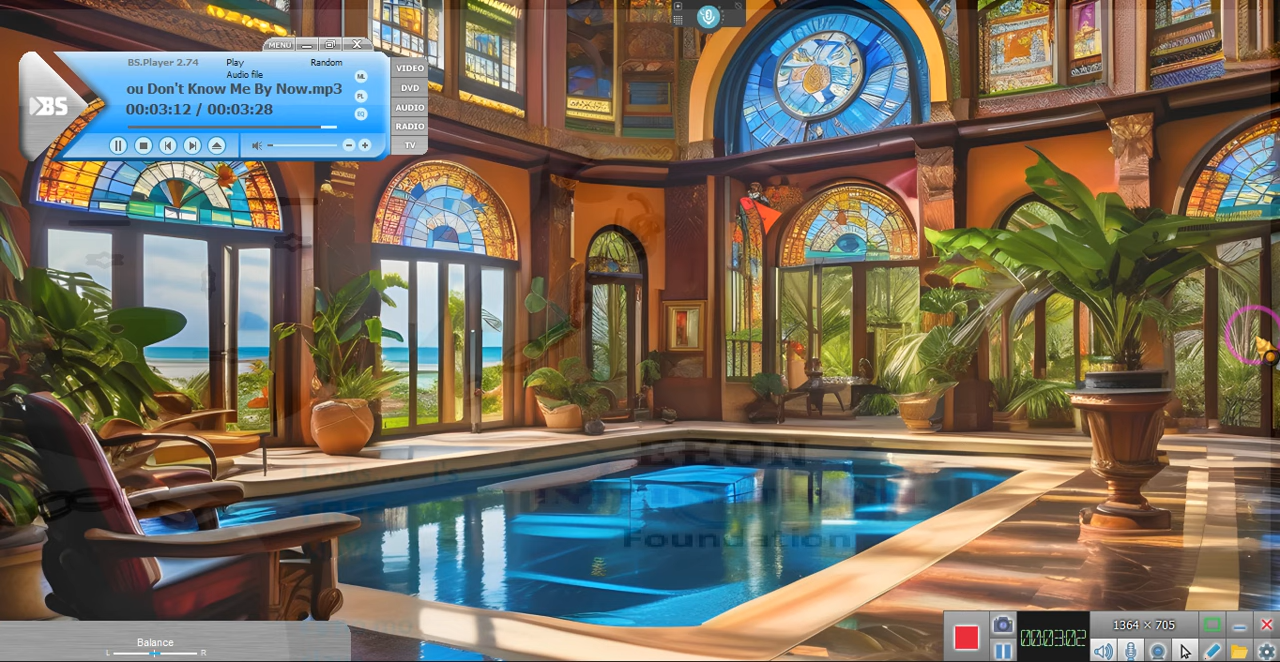 MENU
BS.Player 2.74 Play Random
Audio file
ou Don't Know Me By Now.mp3
00:03:12 / 00:03:28
BS
ML
PL
EQ
VIDEO
DVD
AUDIO
RADIO
TV
Foundation
1364 × 705
00:03:02
Balance
L R